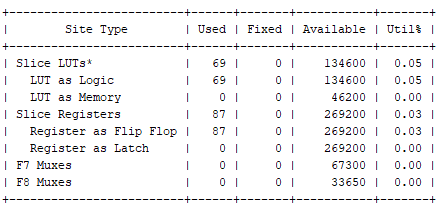 +----------------------------+------+-------+-----------+-------+
|          Site Type         | Used | Fixed | Available | Util% |
+----------------------------+------+-------+-----------+-------+
| Slice LUTs*                |   69 |     0 |    134600 |  0.05 |
|   LUT as Logic             |   69 |     0 |    134600 |  0.05 |
|   LUT as Memory            |    0 |     0 |     46200 |  0.00 |
| Slice Registers            |   87 |     0 |    269200 |  0.03 |
|   Register as Flip Flop    |   87 |     0 |    269200 |  0.03 |
|   Register as Latch        |    0 |     0 |    269200 |  0.00 |
| F7 Muxes                   |    0 |     0 |     67300 |  0.00 |
| F8 Muxes                   |    0 |     0 |     33650 |  0.00 |
+----------------------------+------+-------+-----------+-------+